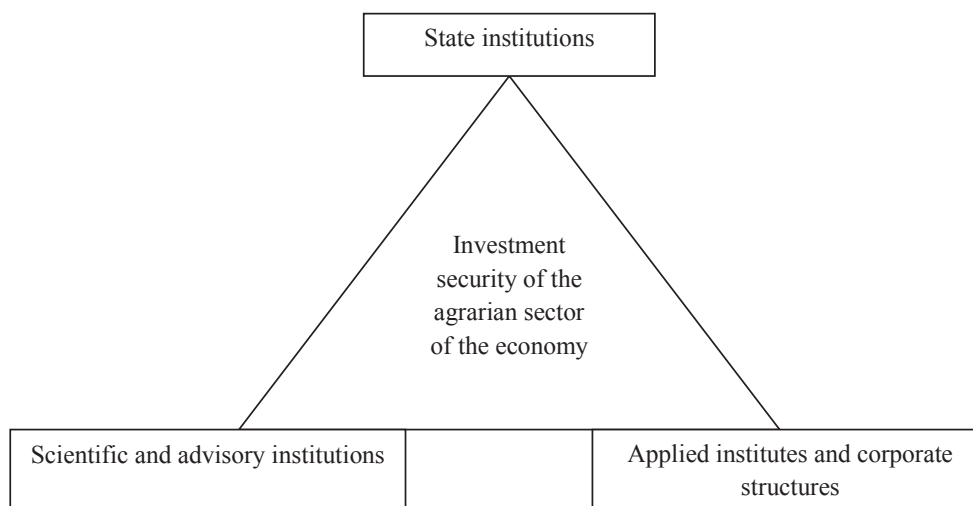 State institutions
Investment
security of the
agrarian sector
of the economy
Scientific and advisory institutions
Applied institutes and corporate
structures